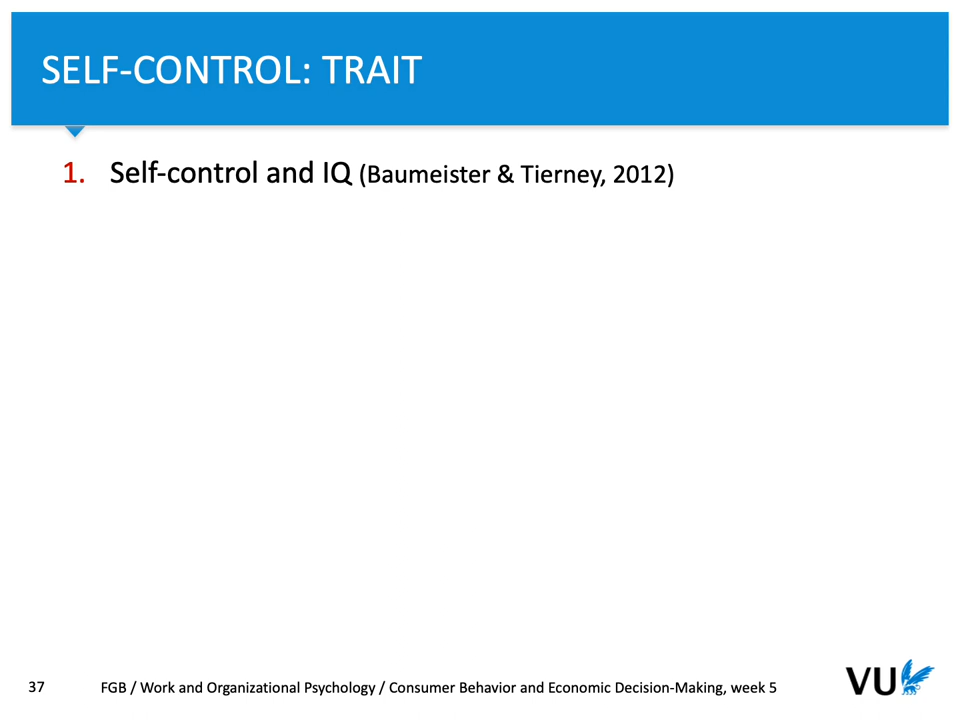 SELF-CONTROL: TRAIT
1. Self-control and IQ (Baumeister & Tierney, 2012)
37 FGB / Work and Organizational Psychology / Consumer Behavior and Economic Decision-Making, week 5
VU